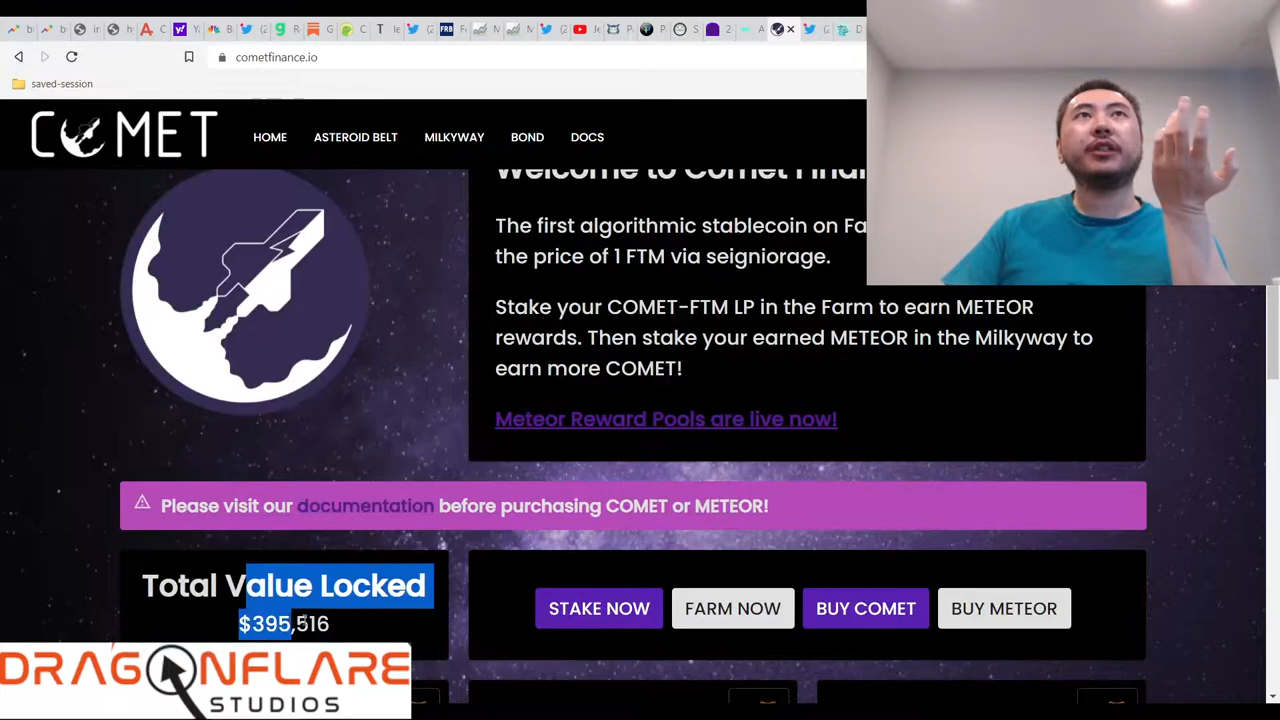 cometfinance.io
saved-session
COMET
HOME
ASTEROID BELT
MILKYWAY
BOND
DOCS
Welcome to Comet
The first algorithmic stablecoin on
the price of 1 FTM via seigniorage.
Stake your COMET-FTM LP in the Farm to earn METEOR
rewards. Then stake your earned METEOR in the Milkyway to
earn more COMET!
Meteor Reward Pools are live now!
Please visit our documentation before purchasing COMET or METEOR!
Total Value Locked
$395,516
STAKE NOW
FARM NOW
BUY COMET
BUY METEOR
DRAGONFLARE
STUDIOS